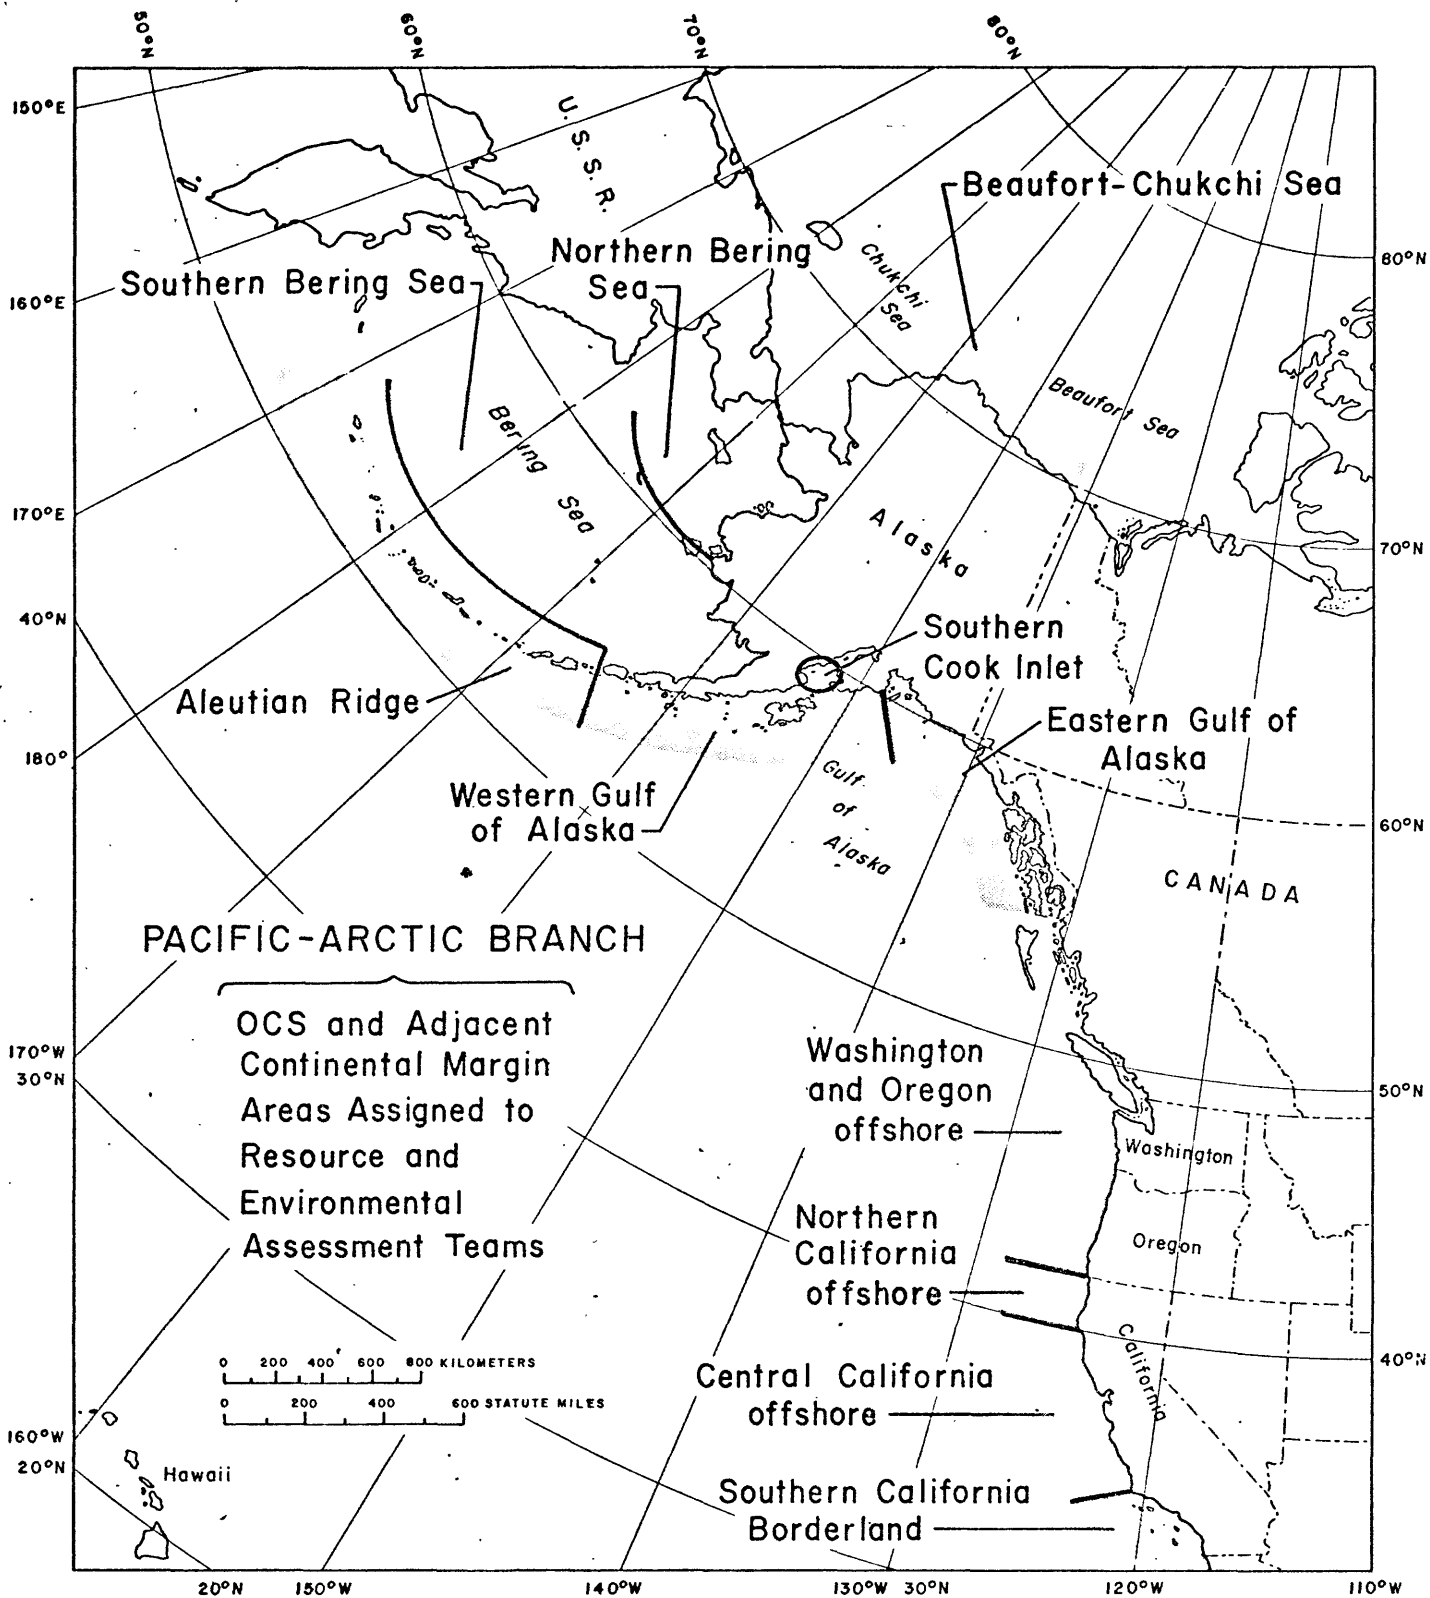 50°N
60°N
70°N
80°N
150°E
U.S.S.R.
Beaufort-Chukchi Sea
Northern Bering
Sea
Chukchi
Sea
80°N
Southern Bering Sea
160°E
Bering
Sea
Beaufort Sea
170°E
Alaska
70°N
40°N
Southern
Cook Inlet
Aleutian Ridge
Eastern Gulf of
Alaska
180°
Gulf
of
Alaska
Western Gulf
of Alaska
60°N
CANADA
PACIFIC-ARCTIC BRANCH
OCS and Adjacent
Continental Margin
Areas Assigned to
Resource and
Environmental
Assessment Teams
170°W
30°N
Washington
and Oregon
offshore
50°N
Washington
Northern
California
offshore
Oregon
California
40°N
0 200 400 600 800 KILOMETERS
0 200 400 600 STATUTE MILES
Central California
offshore
160°W
20°N
Hawaii
Southern California
Borderland
20°N 150°W 140°W 130°W 30°N 120°W 110°W